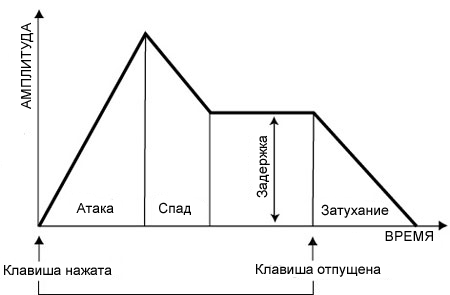 АМПЛИТУДА
Атака
Спад
Задержка
Затухание
ВРЕМЯ
Клавиша нажата
Клавиша отпущена